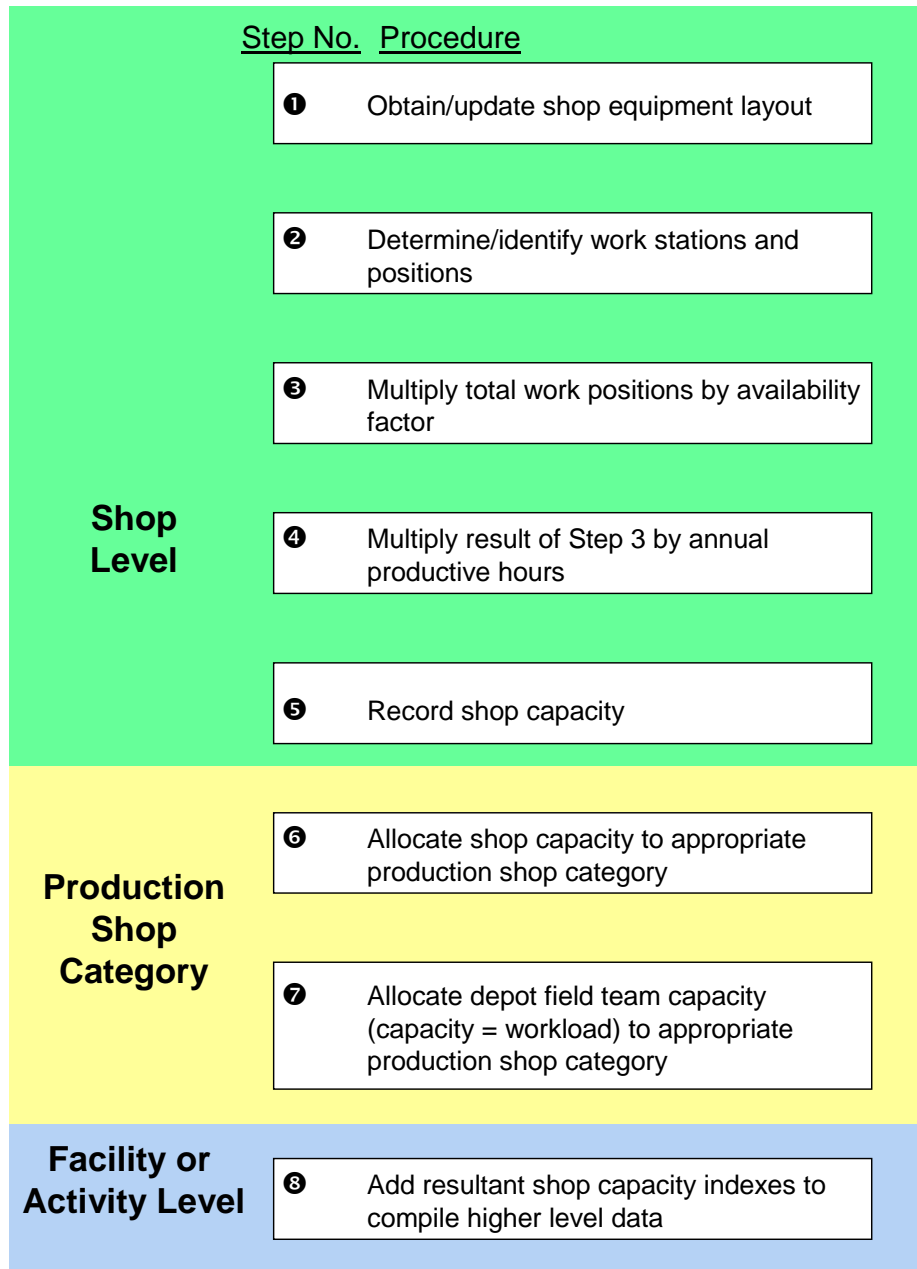 Step No. Procedure
❶ Obtain/update shop equipment layout
❷ Determine/identify work stations and
positions
❸ Multiply total work positions by availability
factor
Shop
Level
❹ Multiply result of Step 3 by annual
productive hours
❺ Record shop capacity
❻ Allocate shop capacity to appropriate
production shop category
Production
Shop
Category
❼ Allocate depot field team capacity
(capacity = workload) to appropriate
production shop category
Facility or
Activity Level
❽ Add resultant shop capacity indexes to
compile higher level data